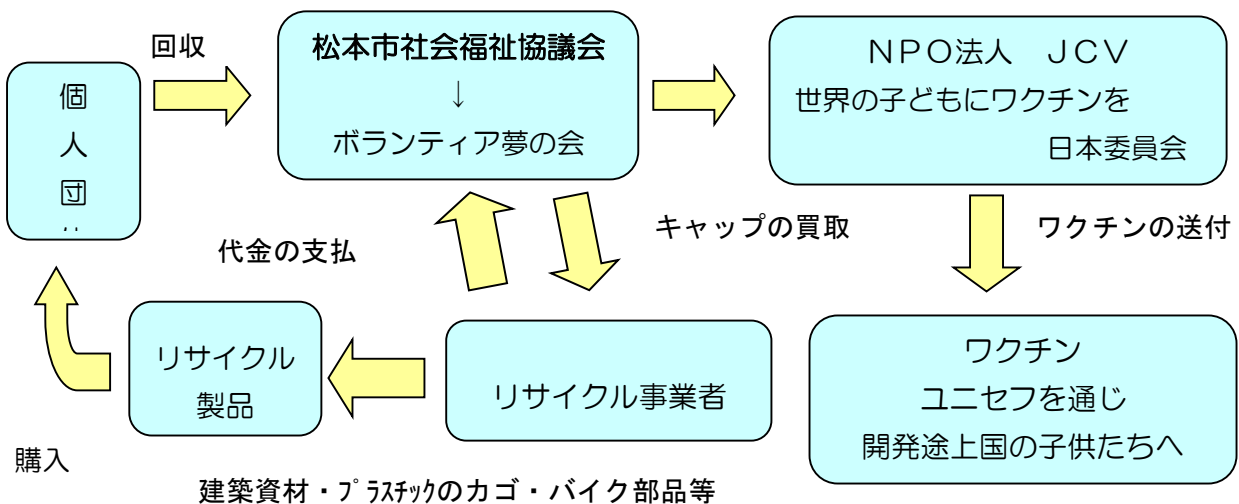 回収
個
人
団
松本市社会福祉協議会
↓
ボランティア夢の会
NPO法人 JCV
世界の子どもにワクチンを
日本委員会
代金の支払
キャップの買取
ワクチンの送付
リサイクル
製品
リサイクル事業者
ワクチン
ユニセフを通じ
開発途上国の子供たちへ
購入
建築資材・プラスチックのカゴ・バイク部品等